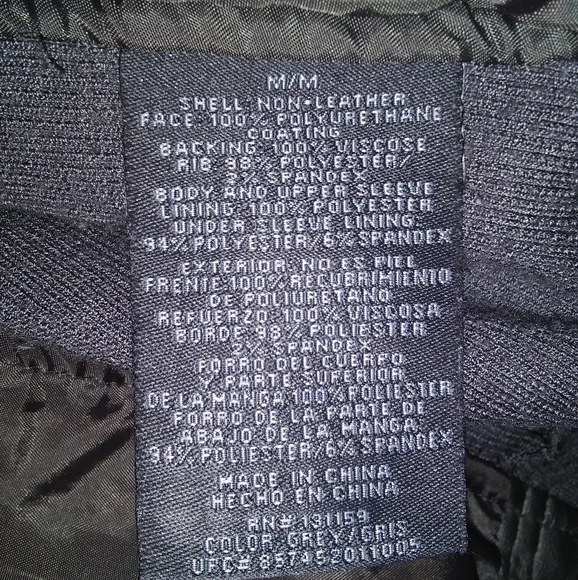 M/M
SHELL: NON-LEATHER
FACE: 100% POLYURETHANE
COATING
BACKING: 100% VISCOSE
RIB: 98% POLYESTER/
2% SPANDEX
BODY AND UPPER SLEEVE
LINING: 100% POLYESTER
UNDER SLEEVE LINING:
94% POLYESTER/6% SPANDEX
EXTERIOR: NO ES PIEL
FRENTE:100% RECUBRIMIENTO
DE POLIURETANO
REFUERZO: 100% VISCOSA
BORDE: 98% POLIESTER
2% SPANDEX
FORRO DEL CUERPO
Y PARTE SUPERIOR
DE LA MANGA:100%POLIESTER
FORRO DE LA PARTE DE
ABAJO DE LA MANGA:
94% POLIESTER/6% SPANDEX
MADE IN CHINA
HECHO EN CHINA
RN# 131159
COLOR: GREY/GRIS
UFC# 857452011005